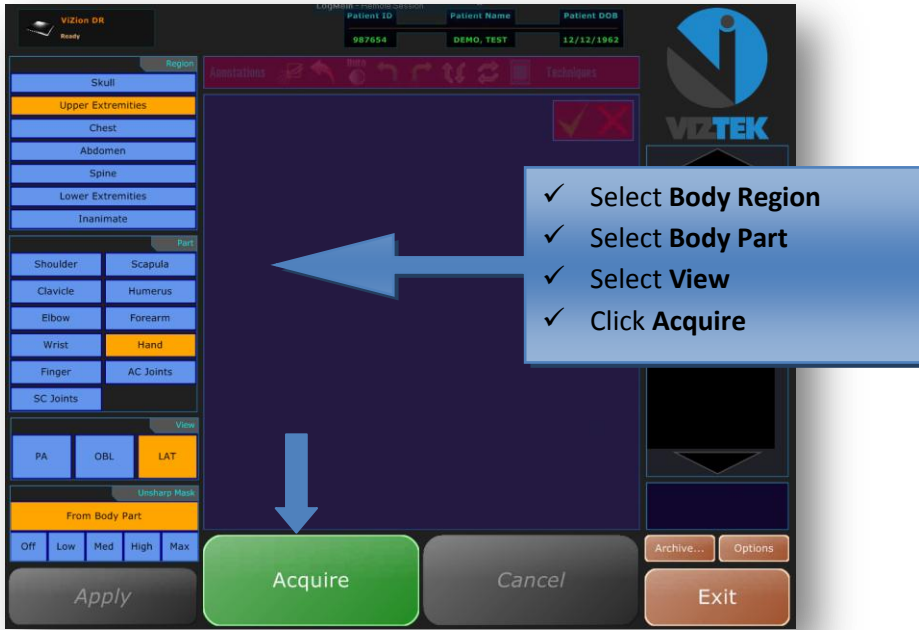 LogMeIn - Remote Session
ViZion DR
Ready
Patient ID Patient Name Patient DOB
987654 DEMO, TEST 12/12/1962
Region
Skull
Upper Extremities
Chest
Abdomen
Spine
Lower Extremities
Inanimate
Annotations Techniques
VIZTEK
✓ Select Body Region
✓ Select Body Part
✓ Select View
✓ Click Acquire
Part
Shoulder Scapula
Clavicle Humerus
Elbow Forearm
Wrist Hand
Finger AC Joints
SC Joints
View
PA OBL LAT
Unsharp Mask
From Body Part
Off Low Med High Max
Apply Acquire Cancel
Archive... Options
Exit